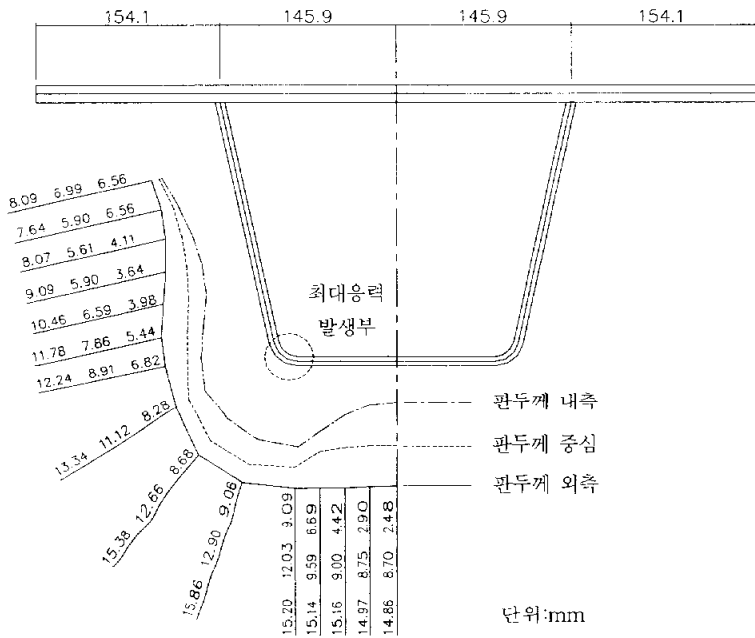 154.1 145.9 145.9 154.1
8.09 6.99 6.56
7.64 5.90 6.56
8.07 5.61 4.11
9.09 5.90 3.64
10.46 6.59 3.98
11.78 7.86 5.44
12.24 8.91 6.82
13.34 11.12 8.28
15.38 12.66 8.68
15.86 12.90 9.06
15.20 12.03 9.09
15.14 9.59 6.69
15.16 9.00 4.42
14.97 8.75 2.90
14.86 8.70 2.48
최대응력
발생부
판두께 내측
판두께 중심
판두께 외측
단위:mm